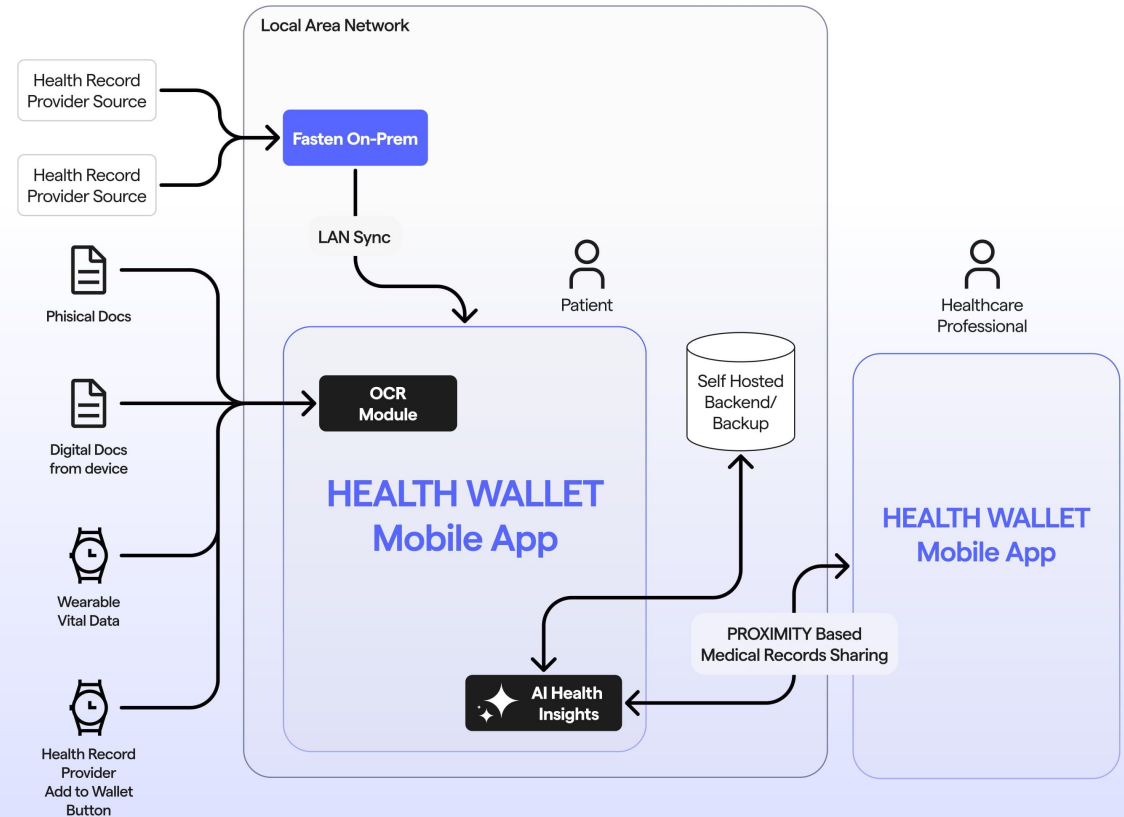 Local Area Network
Health Record
Provider Source
Fasten On-Prem
Health Record
Provider Source
LAN Sync
Phisical Docs
Patient
Healthcare
Professional
OCR
Module
Self Hosted
Backend/
Backup
Digital Docs
from device
HEALTH WALLET
Mobile App
HEALTH WALLET
Mobile App
Wearable
Vital Data
PROXIMITY Based
Medical Records Sharing
AI Health
Insights
Health Record
Provider
Add to Wallet
Button